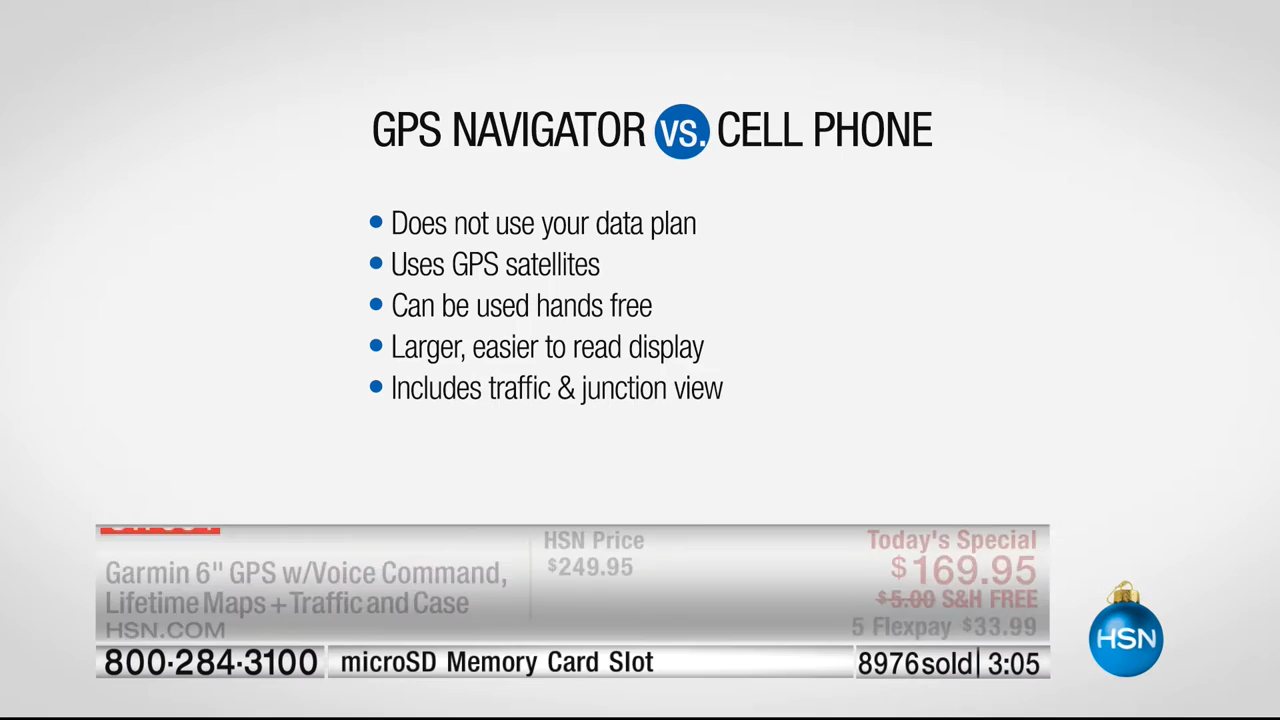 GPS NAVIGATOR VS. CELL PHONE
• Does not use your data plan
• Uses GPS satellites
• Can be used hands free
• Larger, easier to read display
• Includes traffic & junction view
Garmin 6" GPS w/Voice Command,
Lifetime Maps + Traffic and Case
HSN.COM
HSN Price
$249.95
Today's Special
$169.95
$5.00 S&H FREE
5 Flexpay $33.99
800·284·3100
microSD Memory Card Slot
8976sold 3:05
HSN